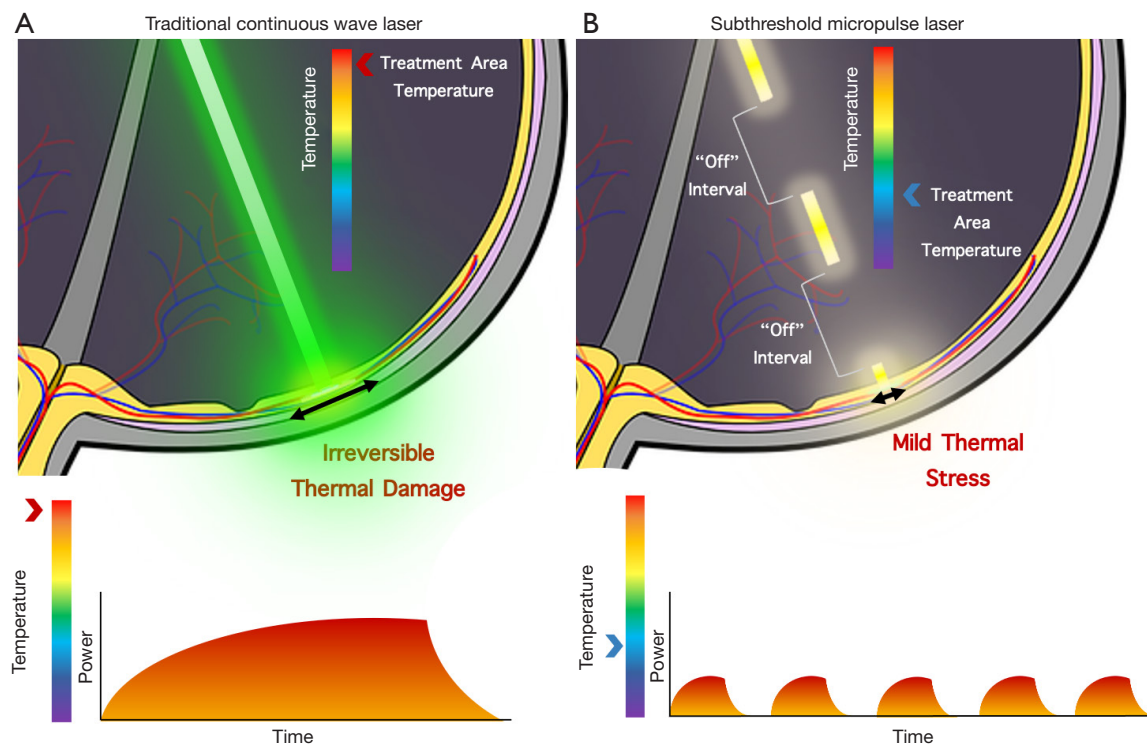 A
Traditional continuous wave laser
Temperature
Treatment Area
Temperature
Irreversible
Thermal Damage
Temperature
Power
Time
B
Subthreshold micropulse laser
“Off”
Interval
“Off”
Interval
Temperature
Treatment
Area
Temperature
Mild Thermal
Stress
Temperature
Power
Time